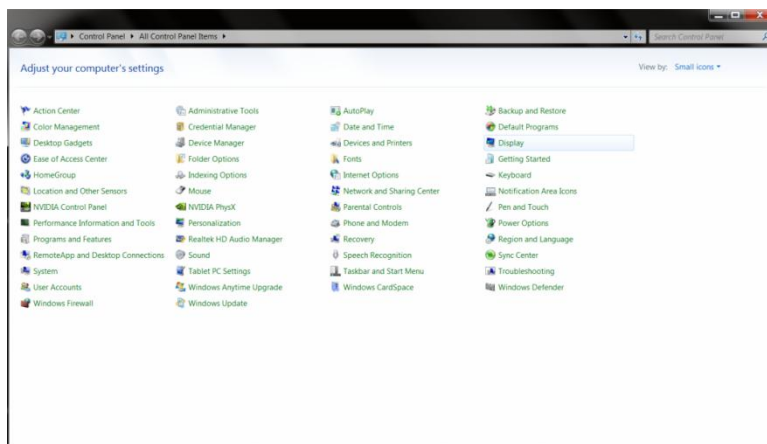 Control Panel All Control Panel Items Search Control Panel
Adjust your computer's settings View by: Small icons
Action Center Administrative Tools AutoPlay Backup and Restore
Color Management Credential Manager Date and Time Default Programs
Desktop Gadgets Device Manager Devices and Printers Display
Ease of Access Center Folder Options Fonts Getting Started
HomeGroup Indexing Options Internet Options Keyboard
Location and Other Sensors Mouse Network and Sharing Center Notification Area Icons
NVIDIA Control Panel NVIDIA PhysX Parental Controls Pen and Touch
Performance Information and Tools Personalization Phone and Modem Power Options
Programs and Features Realtek HD Audio Manager Recovery Region and Language
RemoteApp and Desktop Connections Sound Speech Recognition Sync Center
System Tablet PC Settings Taskbar and Start Menu Troubleshooting
User Accounts Windows Anytime Upgrade Windows CardSpace Windows Defender
Windows Firewall Windows Update